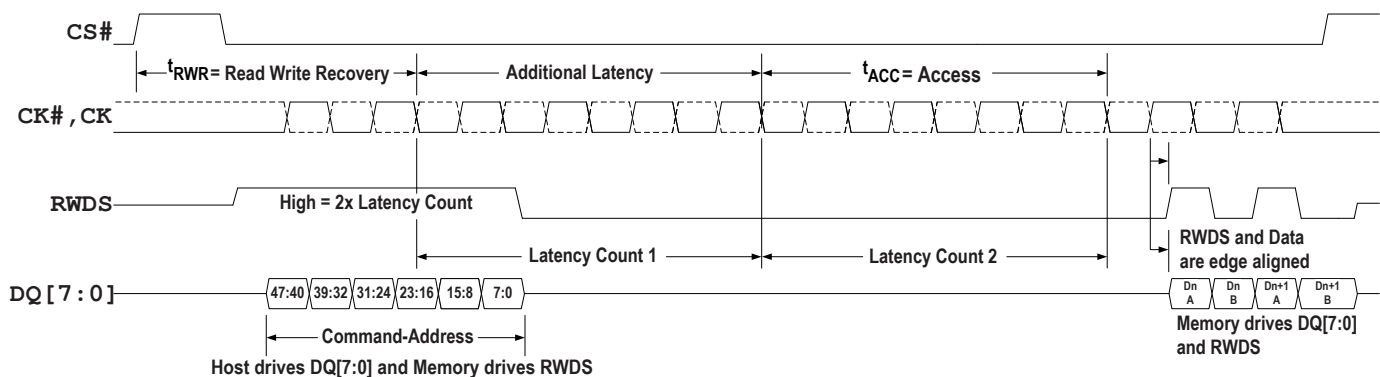 CS#
tRWR= Read Write Recovery
Additional Latency
tACC= Access
CK#,CK
RWDS
High = 2x Latency Count
Latency Count 1
Latency Count 2
RWDS and Data
are edge aligned
DQ[7:0]
47:40 39:32 31:24 23:16 15:8 7:0
Dn A
Dn B
Dn+1 A
Dn+1 B
Command-Address
Memory drives DQ[7:0]
and RWDS
Host drives DQ[7:0] and Memory drives RWDS